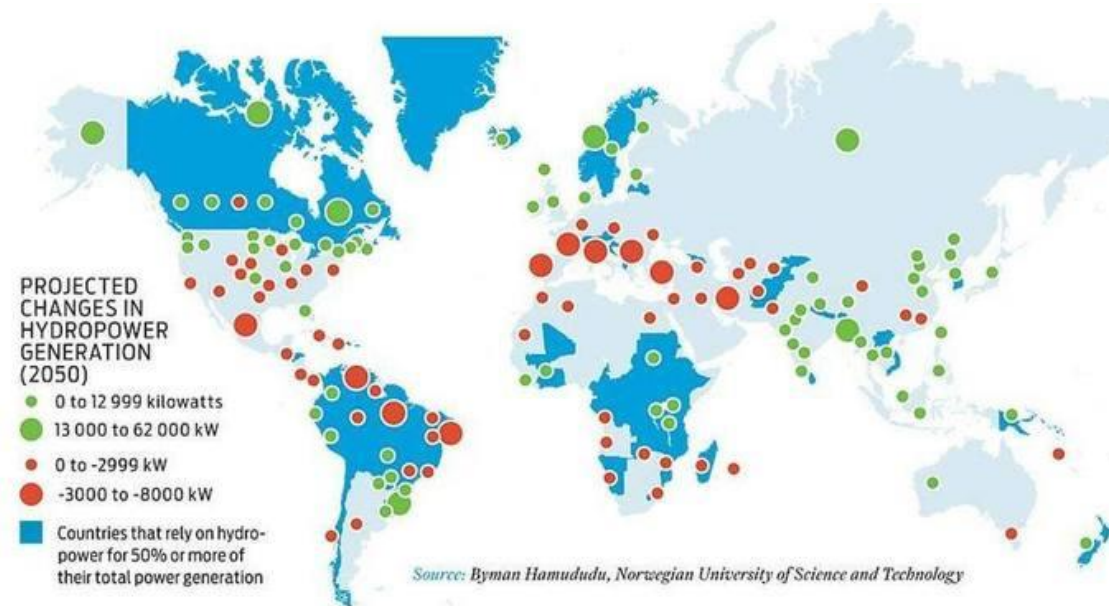 PROJECTED
CHANGES IN
HYDROPOWER
GENERATION
(2050)
0 to 12 999 kilowatts
13 000 to 62 000 kW
0 to -2999 kW
-3000 to -8000 kW
Countries that rely on hydro-
power for 50% or more of
their total power generation
Source: Byman Hamududu, Norwegian University of Science and Technology